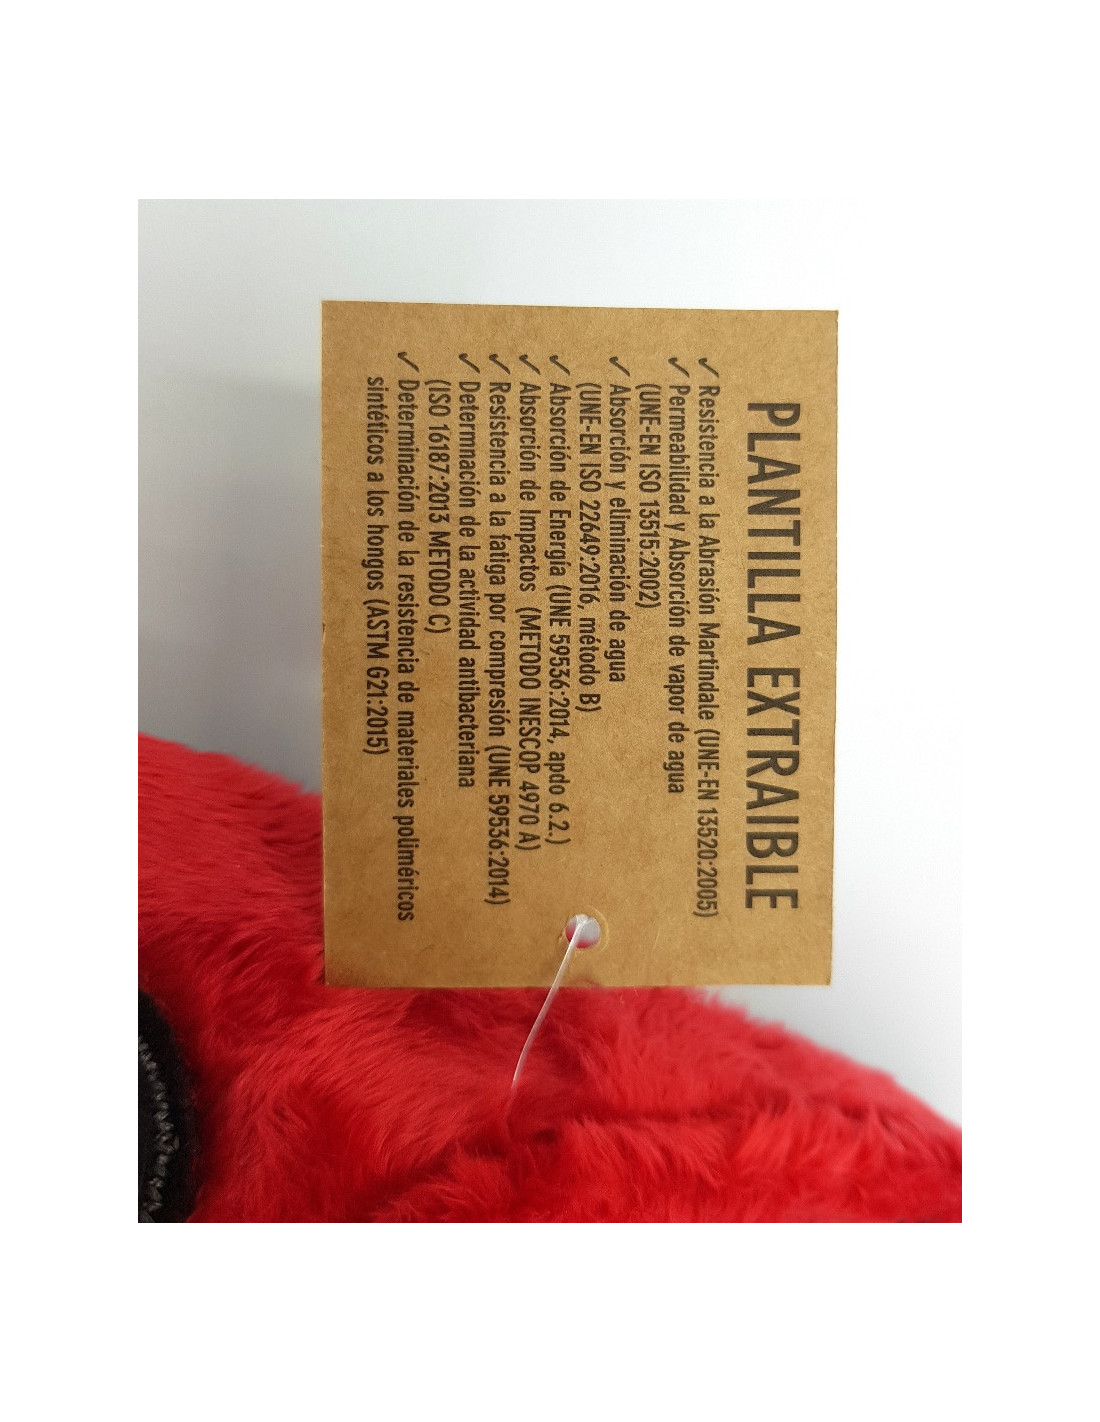 PLANTILLA EXTRAIBLE
✓ Resistencia a la Abrasión Martindale (UNE-EN 13520:2005)
✓ Permeabilidad y Absorción de vapor de agua
(UNE-EN ISO 13515:2002)
✓ Absorción y eliminación de agua
(UNE-EN ISO 22649:2016, método B)
✓ Absorción de Energía (UNE 59536:2014, apdo 6.2.)
✓ Absorción de Impactos (METODO INESCOP 4970 A)
✓ Resistencia a la fatiga por compresión (UNE 59536:2014)
✓ Determnación de la actividad antibacteriana
(ISO 16187:2013 METODO C)
✓ Determinación de la resistencia de materiales poliméricos
sintéticos a los hongos (ASTM G21:2015)